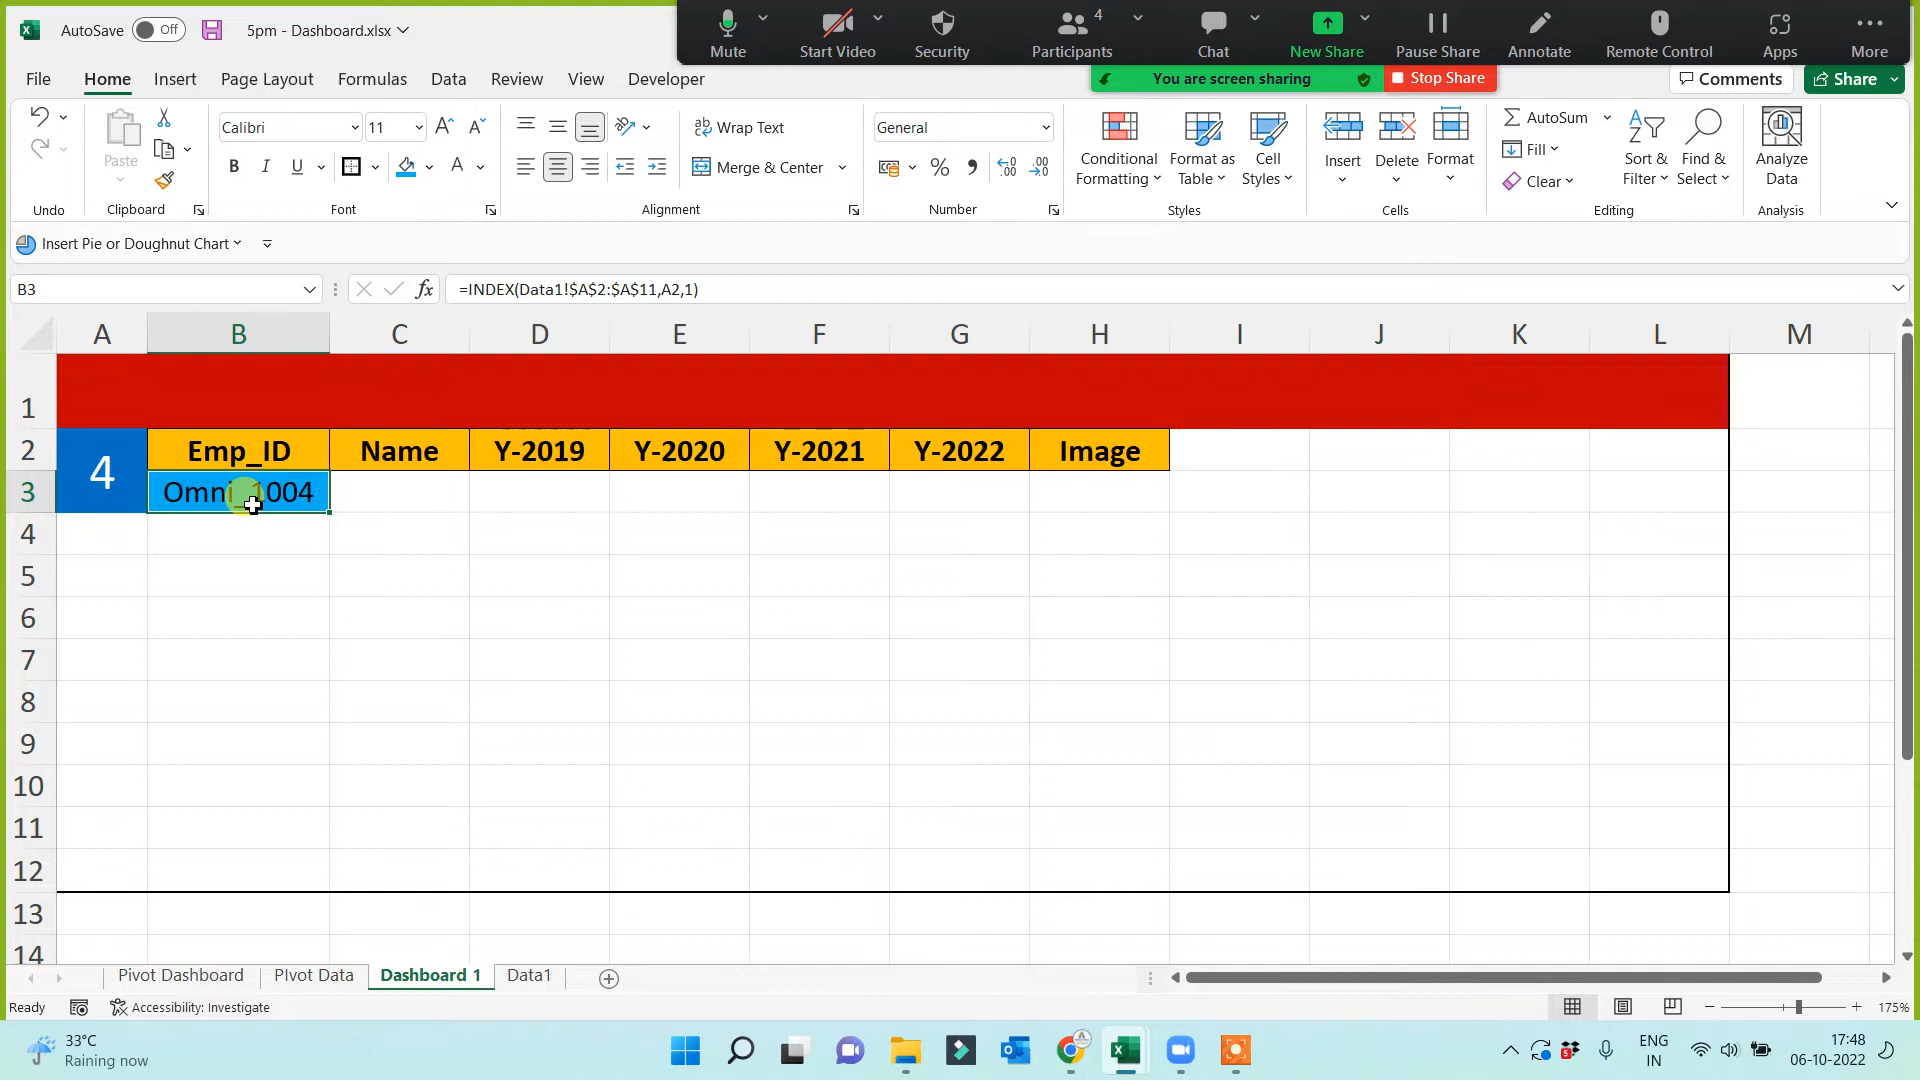 AutoSave Off 5pm - Dashboard.xlsx
Mute Start Video Security Participants 4 Chat New Share Pause Share Annotate Remote Control Apps More
You are screen sharing Stop Share
File Home Insert Page Layout Formulas Data Review View Developer Comments Share
Paste Calibri 11 Wrap Text General Conditional Formatting Format as Table Cell Styles Insert Delete Format AutoSum Sort & Filter Find & Select Analyze Data
B I U A Merge & Center % Fill
Clear
Undo Clipboard Font Alignment Number Styles Cells Editing Analysis
Insert Pie or Doughnut Chart
B3 fx =INDEX(Data1!$A$2:$A$11,A2,1)
A B C D E F G H I J K L M
1
2 4 Emp_ID Name Y-2019 Y-2020 Y-2021 Y-2022 Image
3 Omni_1004
4
5
6
7
8
9
10
11
12
13
14
Pivot Dashboard PIvot Data Dashboard 1 Data1
Ready Accessibility: Investigate 175%
33°C
Raining now
ENG
IN
17:48
06-10-2022